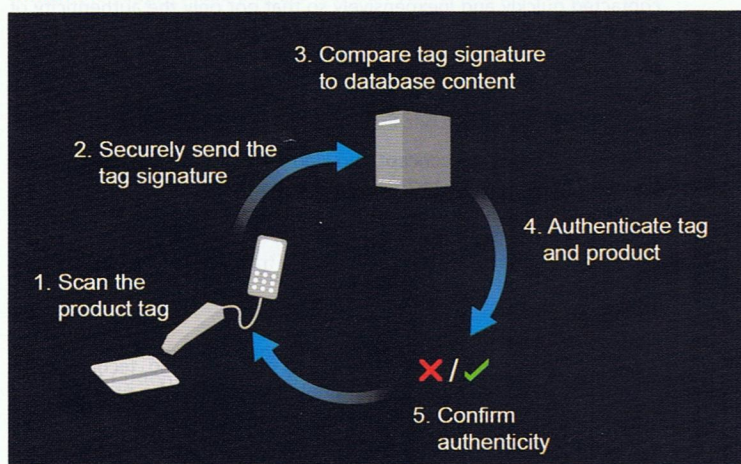 1. Scan the
product tag
2. Securely send the
tag signature
3. Compare tag signature
to database content
4. Authenticate tag
and product
5. Confirm
authenticity